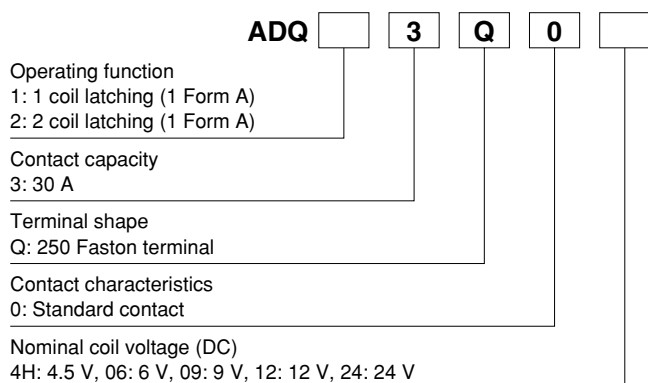 ADQ 3 Q 0
Operating function
1: 1 coil latching (1 Form A)
2: 2 coil latching (1 Form A)
Contact capacity
3: 30 A
Terminal shape
Q: 250 Faston terminal
Contact characteristics
0: Standard contact
Nominal coil voltage (DC)
4H: 4.5 V, 06: 6 V, 09: 9 V, 12: 12 V, 24: 24 V